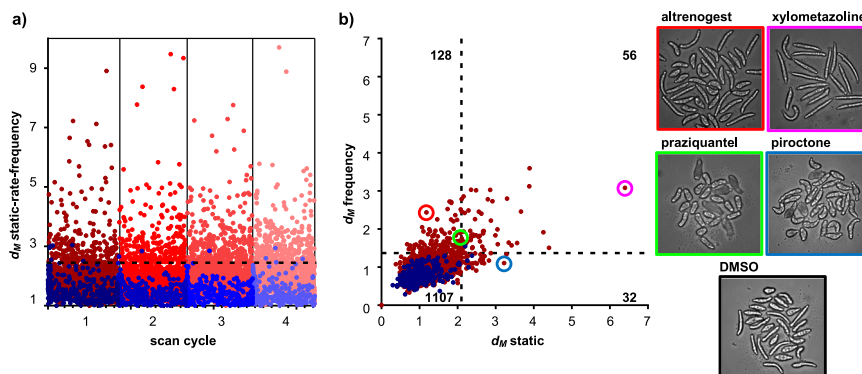 a)
b)
altrenogest
xylometazoline
9
7
5
3
1
dM static-rate-frequency
1
2
3
4
scan cycle
7
6
5
4
3
2
1
0
dM frequency
128
56
1107
32
0
1
2
3
4
5
6
7
dM static
praziquantel
piroctone
DMSO